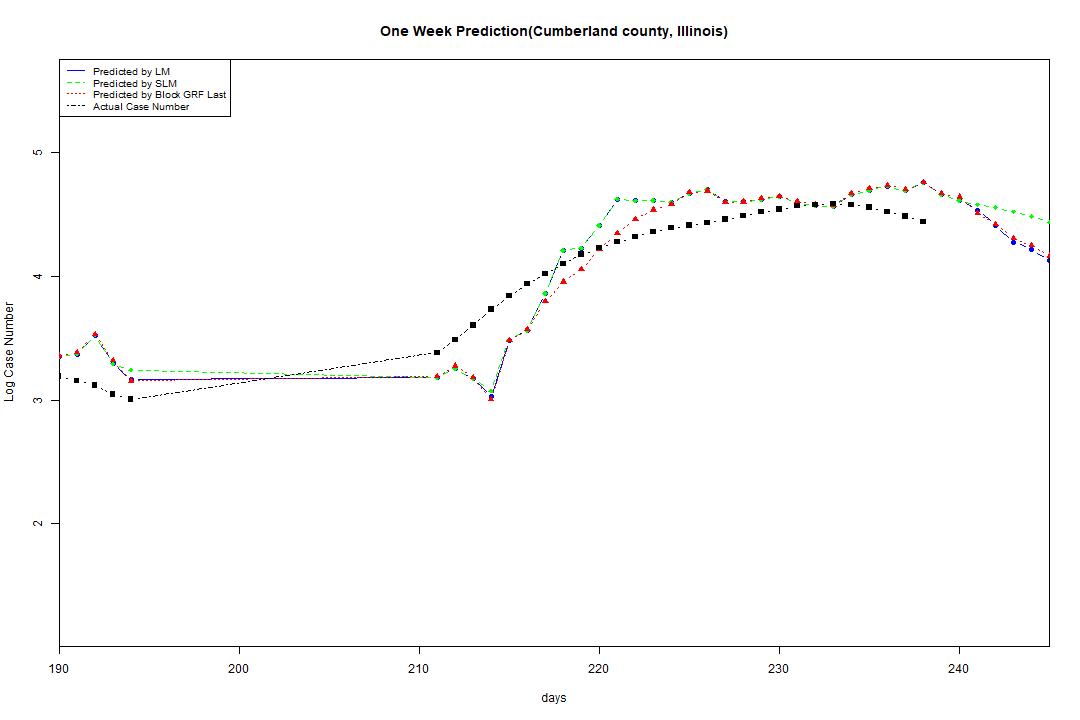 One Week Prediction(Cumberland county, Illinois)
Predicted by LM
Predicted by SLM
Predicted by Block GRF Last
Actual Case Number
5
4
3
2
Log Case Number
190 200 210 220 230 240
days